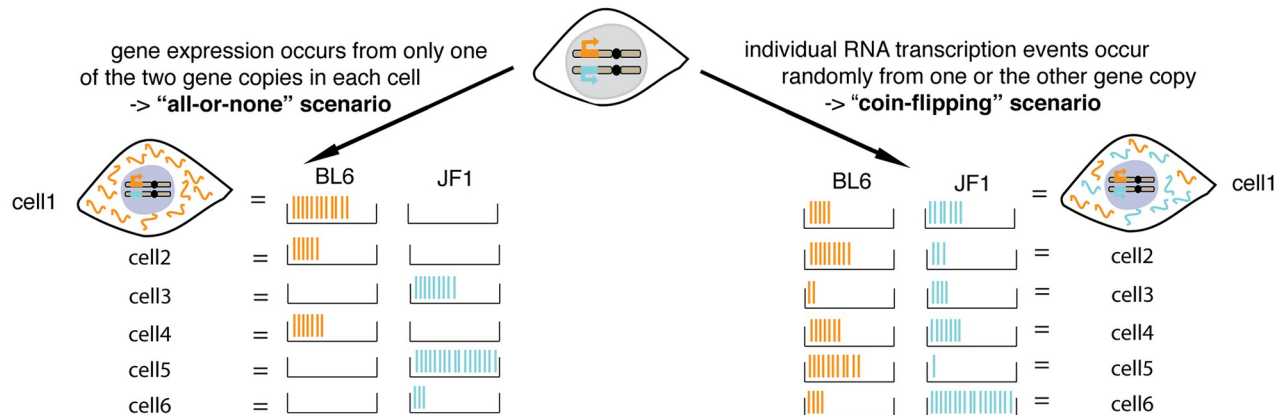 gene expression occurs from only one
of the two gene copies in each cell
-> “all-or-none” scenario
individual RNA transcription events occur
randomly from one or the other gene copy
-> “coin-flipping” scenario
BL6 JF1
cell1 =
cell2 =
cell3 =
cell4 =
cell5 =
cell6 =
BL6 JF1
= cell1
= cell2
= cell3
= cell4
= cell5
= cell6